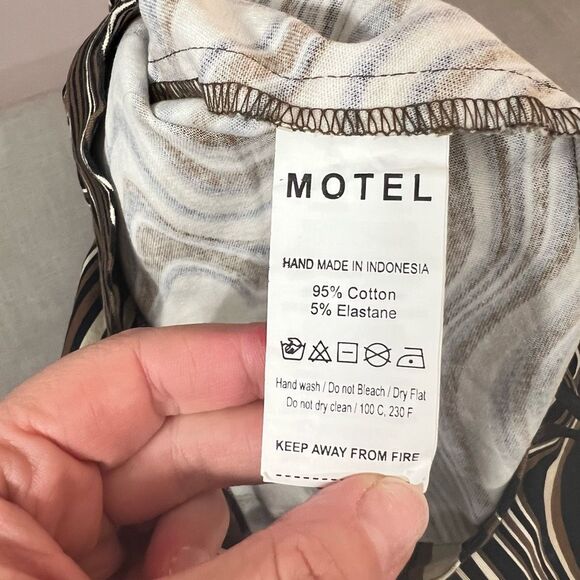 MOTEL
HAND MADE IN INDONESIA
95% Cotton
5% Elastane
Hand wash / Do not Bleach / Dry Flat
Do not dry clean / 100 C, 230 F
KEEP AWAY FROM FIRE